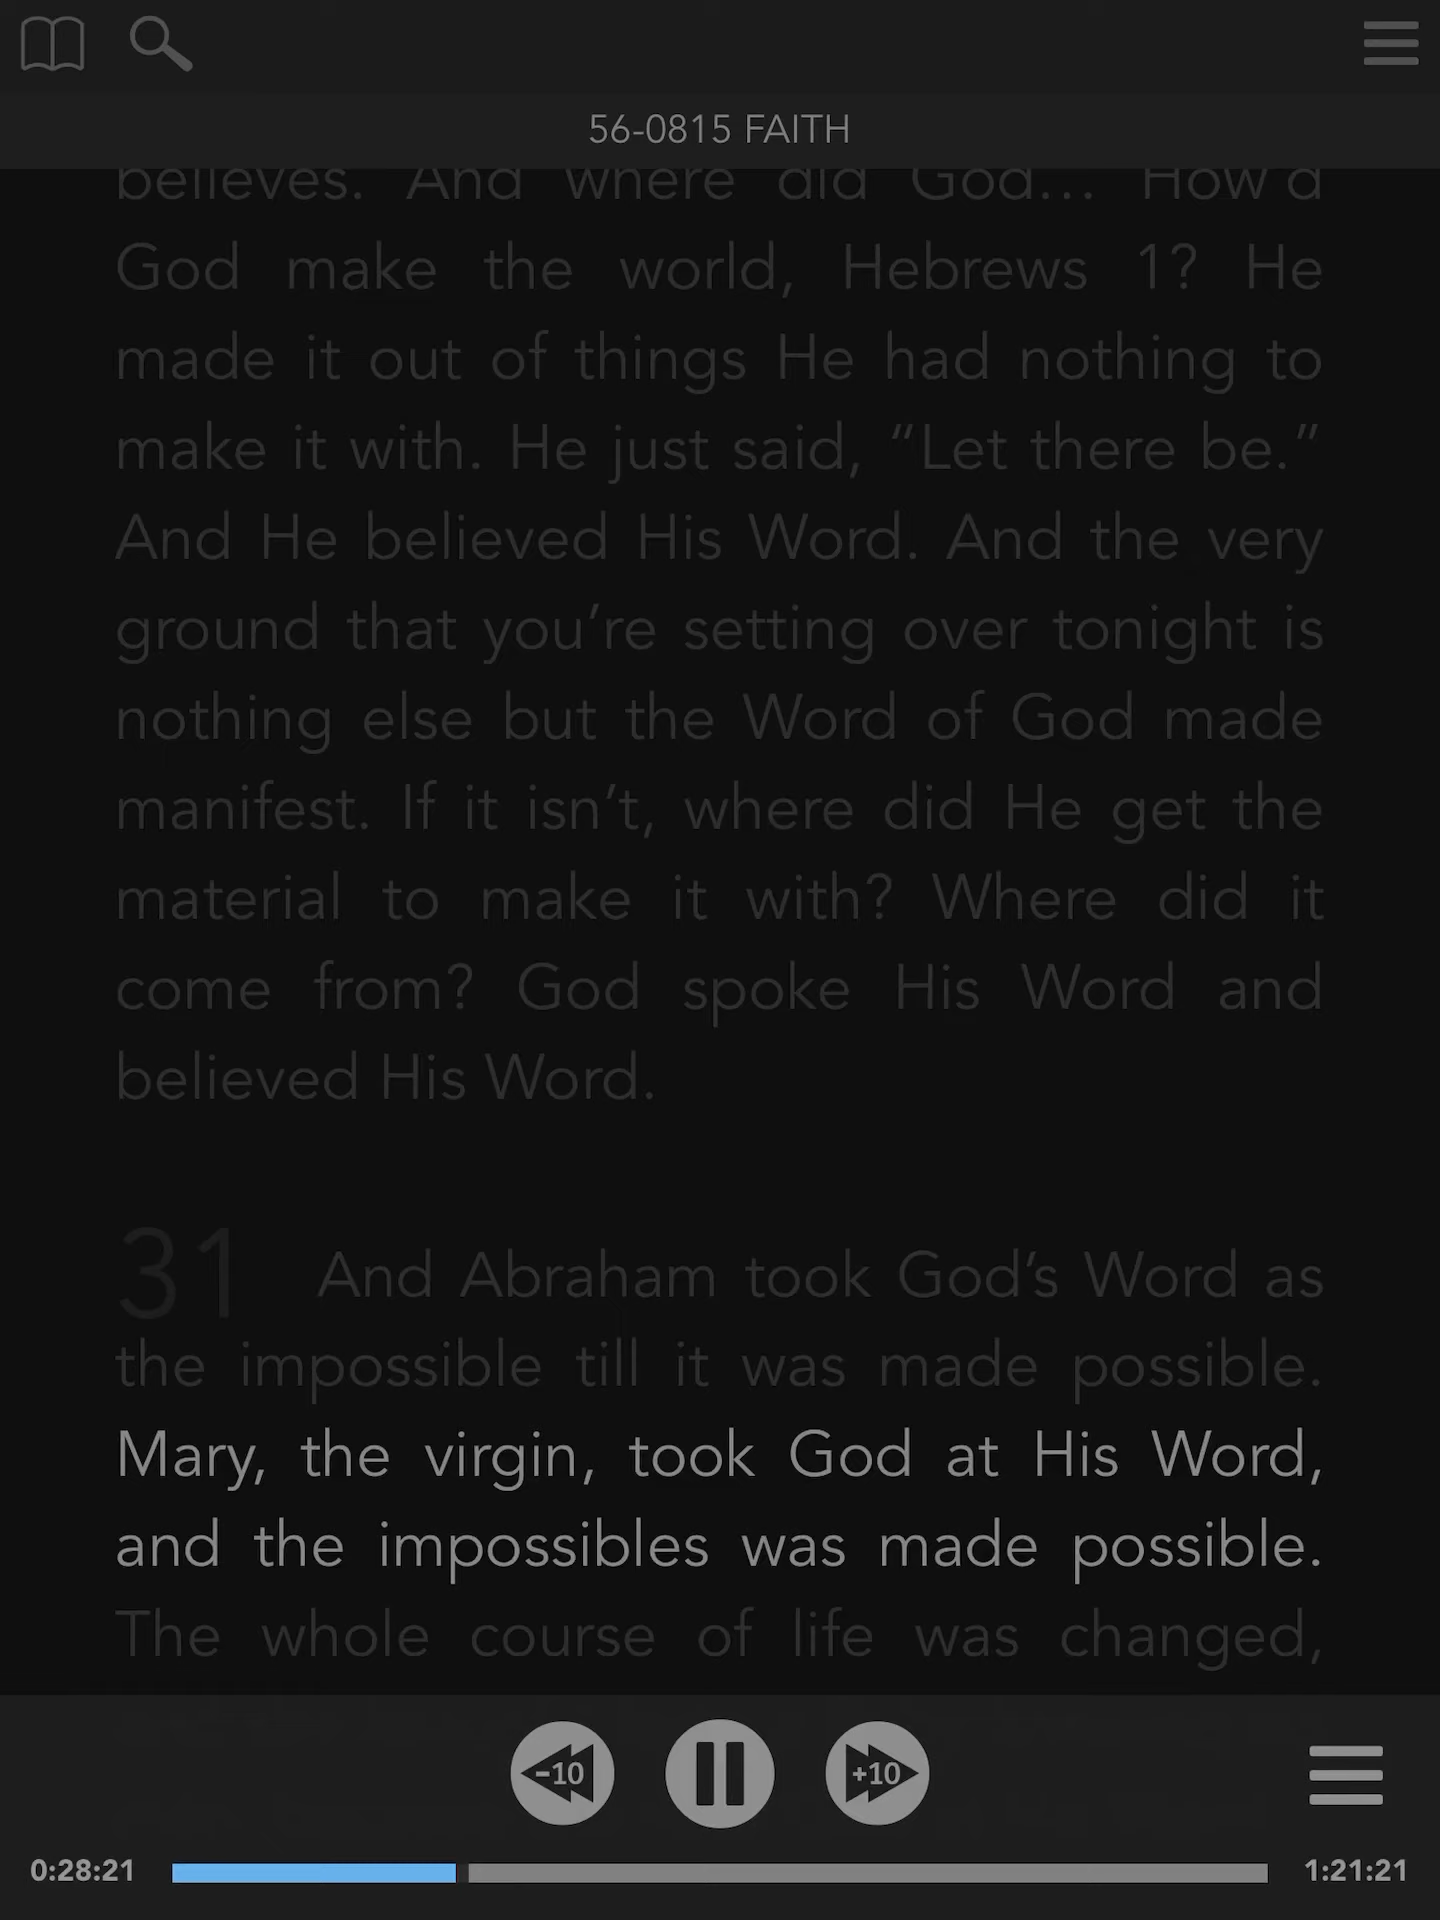 56-0815 FAITH
believes. And where did God... How'd
God make the world, Hebrews 1? He
made it out of things He had nothing to
make it with. He just said, “Let there be.”
And He believed His Word. And the very
ground that you’re setting over tonight is
nothing else but the Word of God made
manifest. If it isn’t, where did He get the
material to make it with? Where did it
come from? God spoke His Word and
believed His Word.
31 And Abraham took God’s Word as
the impossible till it was made possible.
Mary, the virgin, took God at His Word,
and the impossibles was made possible.
The whole course of life was changed,
-10 +10
0:28:21 1:21:21